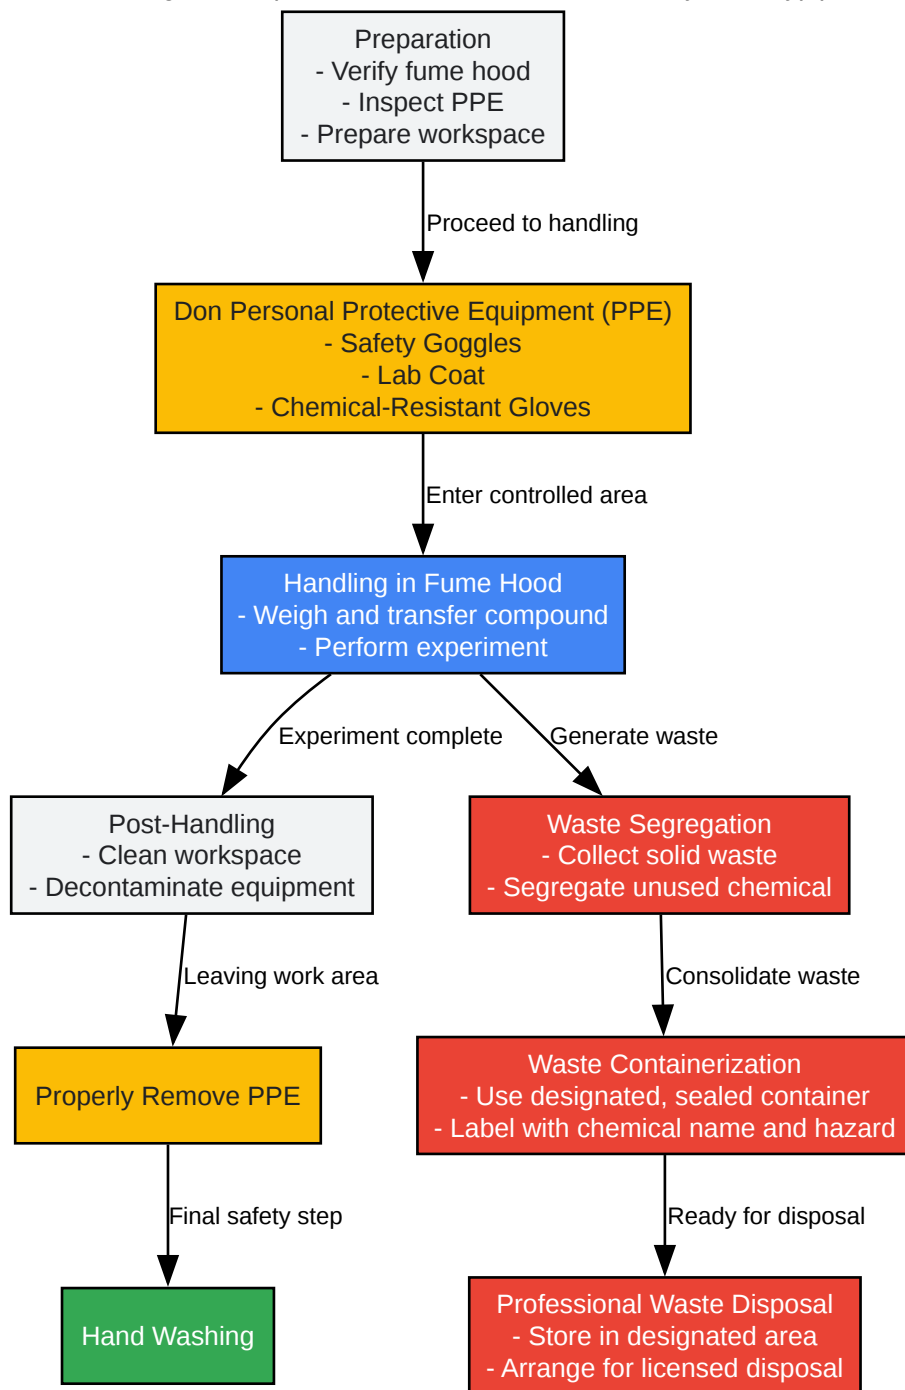 Preparation
- Verify fume hood
- Inspect PPE
- Prepare workspace
Proceed to handling
Don Personal Protective Equipment (PPE)
- Safety Goggles
- Lab Coat
- Chemical-Resistant Gloves
Enter controlled area
Handling in Fume Hood
- Weigh and transfer compound
- Perform experiment
Experiment complete
Generate waste
Post-Handling
- Clean workspace
- Decontaminate equipment
Waste Segregation
- Collect solid waste
- Segregate unused chemical
Leaving work area
Consolidate waste
Properly Remove PPE
Waste Containerization
- Use designated, sealed container
- Label with chemical name and hazard
Final safety step
Ready for disposal
Hand Washing
Professional Waste Disposal
- Store in designated area
- Arrange for licensed disposal